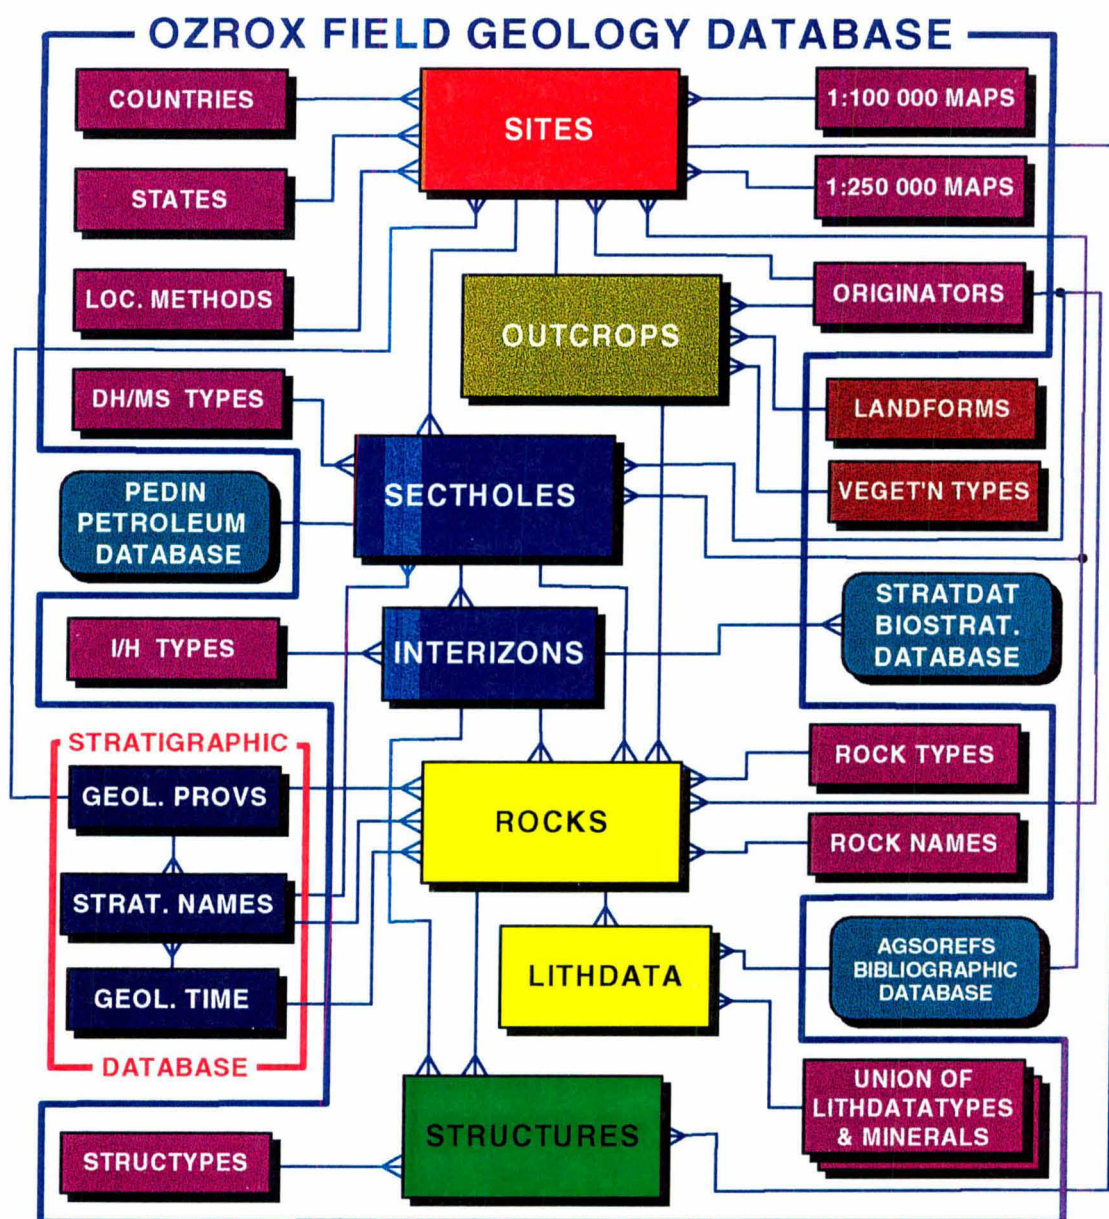 OZROX FIELD GEOLOGY DATABASE
COUNTRIES
SITES
1:100 000 MAPS
STATES
1:250 000 MAPS
LOC. METHODS
OUTCROPS
ORIGINATORS
DH/MS TYPES
LANDFORMS
PEDIN
PETROLEUM
DATABASE
SECTHOLES
VEGET'N TYPES
I/H TYPES
INTERIZONS
STRATDAT
BIOSTRAT.
DATABASE
STRATIGRAPHIC
GEOL. PROVS
STRAT. NAMES
GEOL. TIME
DATABASE
ROCKS
ROCK TYPES
ROCK NAMES
LITHDATA
AGSOREFS
BIBLIOGRAPHIC
DATABASE
STRUCTYPES
STRUCTURES
UNION OF
LITHDATATYPES
& MINERALS